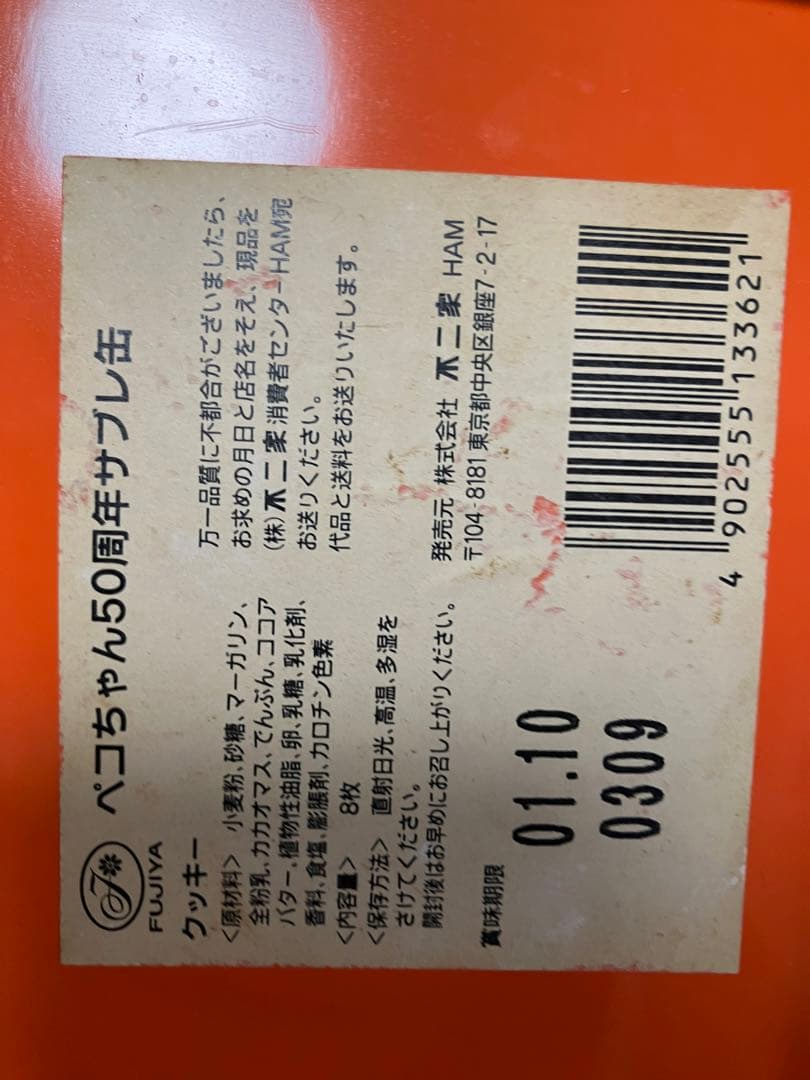 FUJIYA
ペコちゃん50周年サブレ缶
クッキー
<原材料> 小麦粉、砂糖、マーガリン、
全粉乳、カカオマス、でんぷん、ココア
バター、植物性油脂、卵、乳糖、乳化剤、
香料、食塩、膨脹剤、カロチン色素
<内容量> 8枚
<保存方法> 直射日光、高温、多湿を
さけてください。
開封後はお早めにお召し上がりください。
賞味期限
01.10
0309
万一品質に不都合がございましたら、
お求めの月日と店名をそえ、現品を
(株)不二家 消費者センターHAM宛
お送りください。
代品と送料をお送りいたします。
発売元 株式会社 不二家 HAM
〒104-8181東京都中央区銀座7-2-17
4 902555 133621